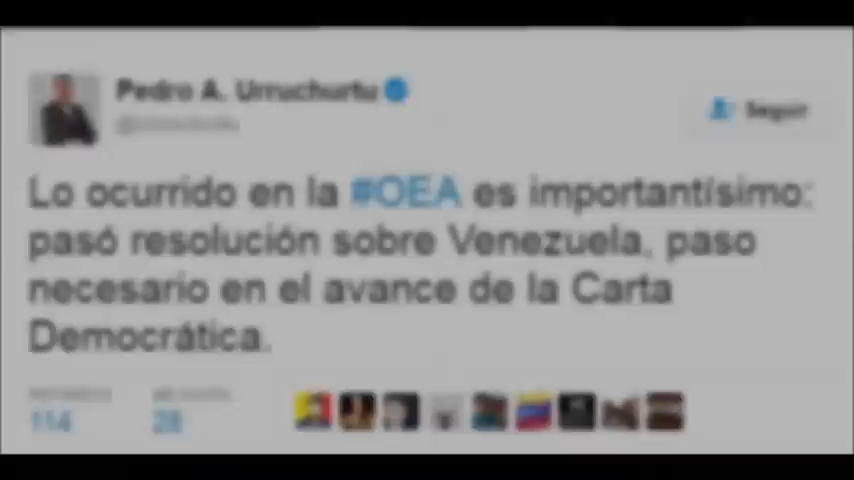 Pedro A. Urruchurtu
Seguir
Lo ocurrido en la #OEA es importantísimo:
pasó resolución sobre Venezuela, paso
necesario en el avance de la Carta
Democrática.
114 28